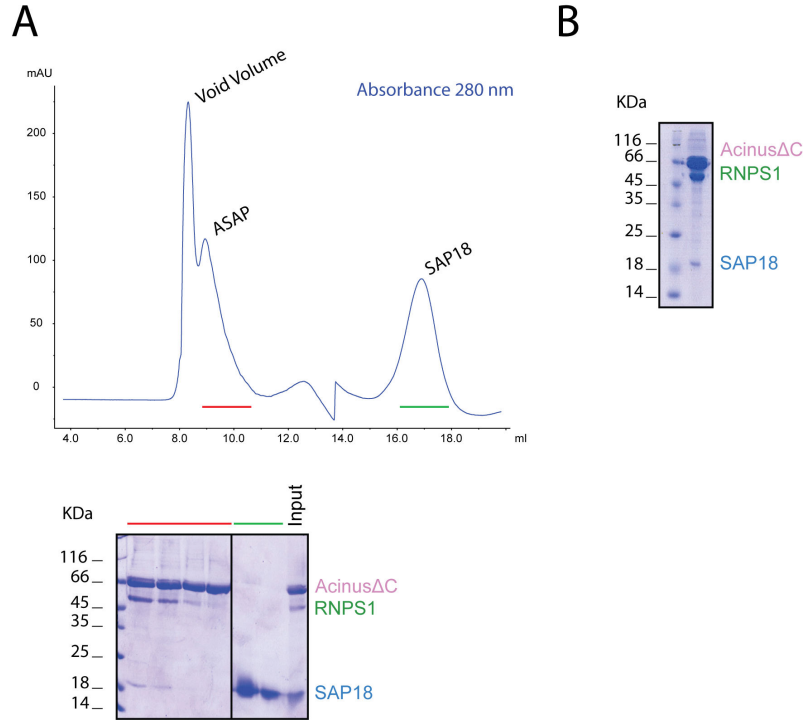 A
mAU
200
150
100
50
0
Void Volume
ASAP
SAP18
Absorbance 280 nm
4.0 6.0 8.0 10.0 12.0 14.0 16.0 18.0 ml
B
KDa
116
66
45
35
25
18
14
AcinusΔC
RNPS1
SAP18
KDa
Input
116
66
45
35
25
18
14
AcinusΔC
RNPS1
SAP18